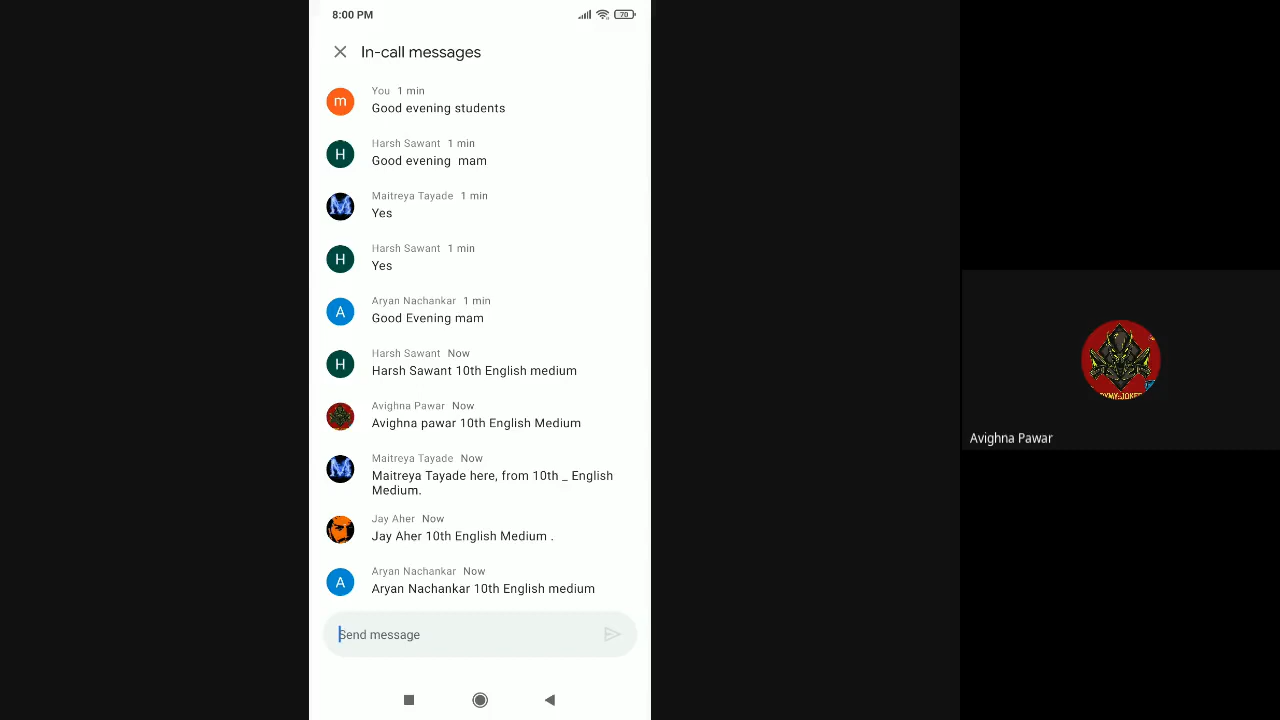 8:00 PM
70
In-call messages
m
You 1 min
Good evening students
H
Harsh Sawant 1 min
Good evening  mam
M
Maitreya Tayade 1 min
Yes
H
Harsh Sawant 1 min
Yes
A
Aryan Nachankar 1 min
Good Evening mam
H
Harsh Sawant Now
Harsh Sawant 10th English medium
Avighna Pawar Now
Avighna pawar 10th English Medium
M
Maitreya Tayade Now
Maitreya Tayade here, from 10th _ English
Medium.
Jay Aher Now
Jay Aher 10th English Medium .
A
Aryan Nachankar Now
Aryan Nachankar 10th English medium
Send message
Avighna Pawar